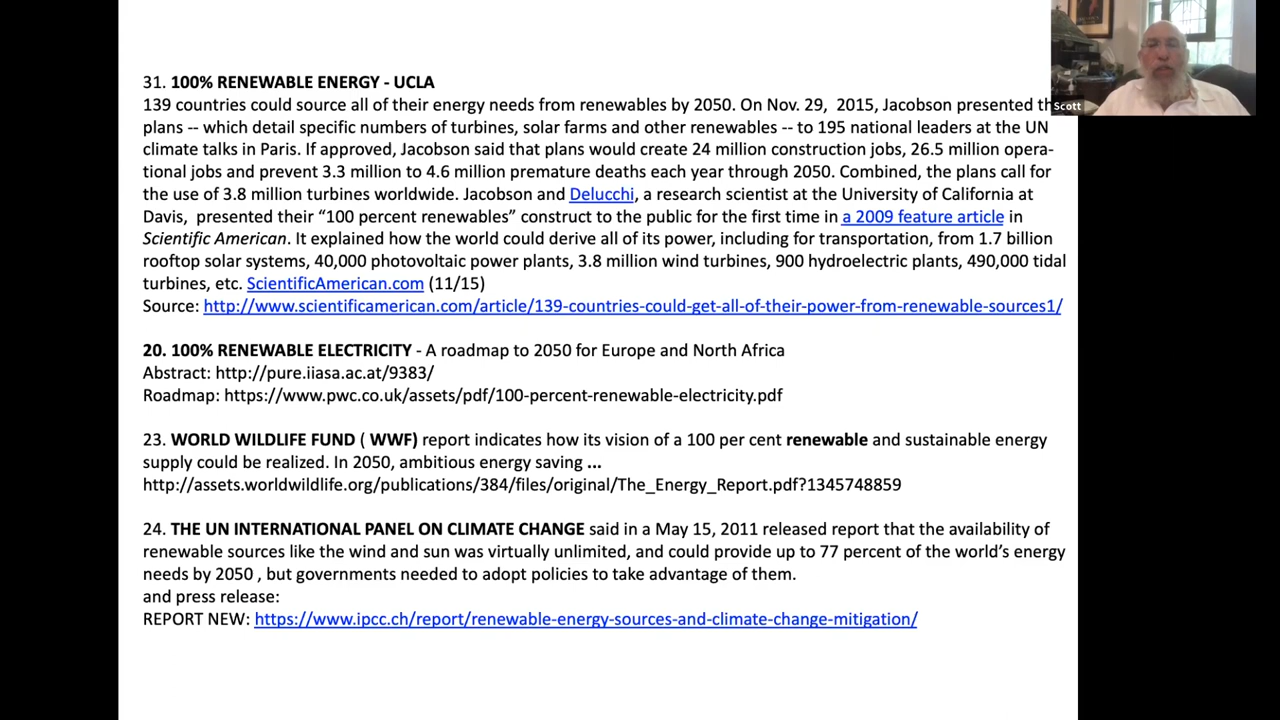 31. 100% RENEWABLE ENERGY - UCLA
139 countries could source all of their energy needs from renewables by 2050. On Nov. 29, 2015, Jacobson presented th
plans -- which detail specific numbers of turbines, solar farms and other renewables -- to 195 national leaders at the UN
climate talks in Paris. If approved, Jacobson said that plans would create 24 million construction jobs, 26.5 million opera-
tional jobs and prevent 3.3 million to 4.6 million premature deaths each year through 2050. Combined, the plans call for
the use of 3.8 million turbines worldwide. Jacobson and Delucchi, a research scientist at the University of California at
Davis, presented their “100 percent renewables” construct to the public for the first time in a 2009 feature article in
Scientific American. It explained how the world could derive all of its power, including for transportation, from 1.7 billion
rooftop solar systems, 40,000 photovoltaic power plants, 3.8 million wind turbines, 900 hydroelectric plants, 490,000 tidal
turbines, etc. ScientificAmerican.com (11/15)
Source: http://www.scientificamerican.com/article/139-countries-could-get-all-of-their-power-from-renewable-sources1/
20. 100% RENEWABLE ELECTRICITY - A roadmap to 2050 for Europe and North Africa
Abstract: http://pure.iiasa.ac.at/9383/
Roadmap: https://www.pwc.co.uk/assets/pdf/100-percent-renewable-electricity.pdf
23. WORLD WILDLIFE FUND ( WWF) report indicates how its vision of a 100 per cent renewable and sustainable energy
supply could be realized. In 2050, ambitious energy saving ...
http://assets.worldwildlife.org/publications/384/files/original/The_Energy_Report.pdf?1345748859
24. THE UN INTERNATIONAL PANEL ON CLIMATE CHANGE said in a May 15, 2011 released report that the availability of
renewable sources like the wind and sun was virtually unlimited, and could provide up to 77 percent of the world’s energy
needs by 2050 , but governments needed to adopt policies to take advantage of them.
and press release:
REPORT NEW: https://www.ipcc.ch/report/renewable-energy-sources-and-climate-change-mitigation/
Scott